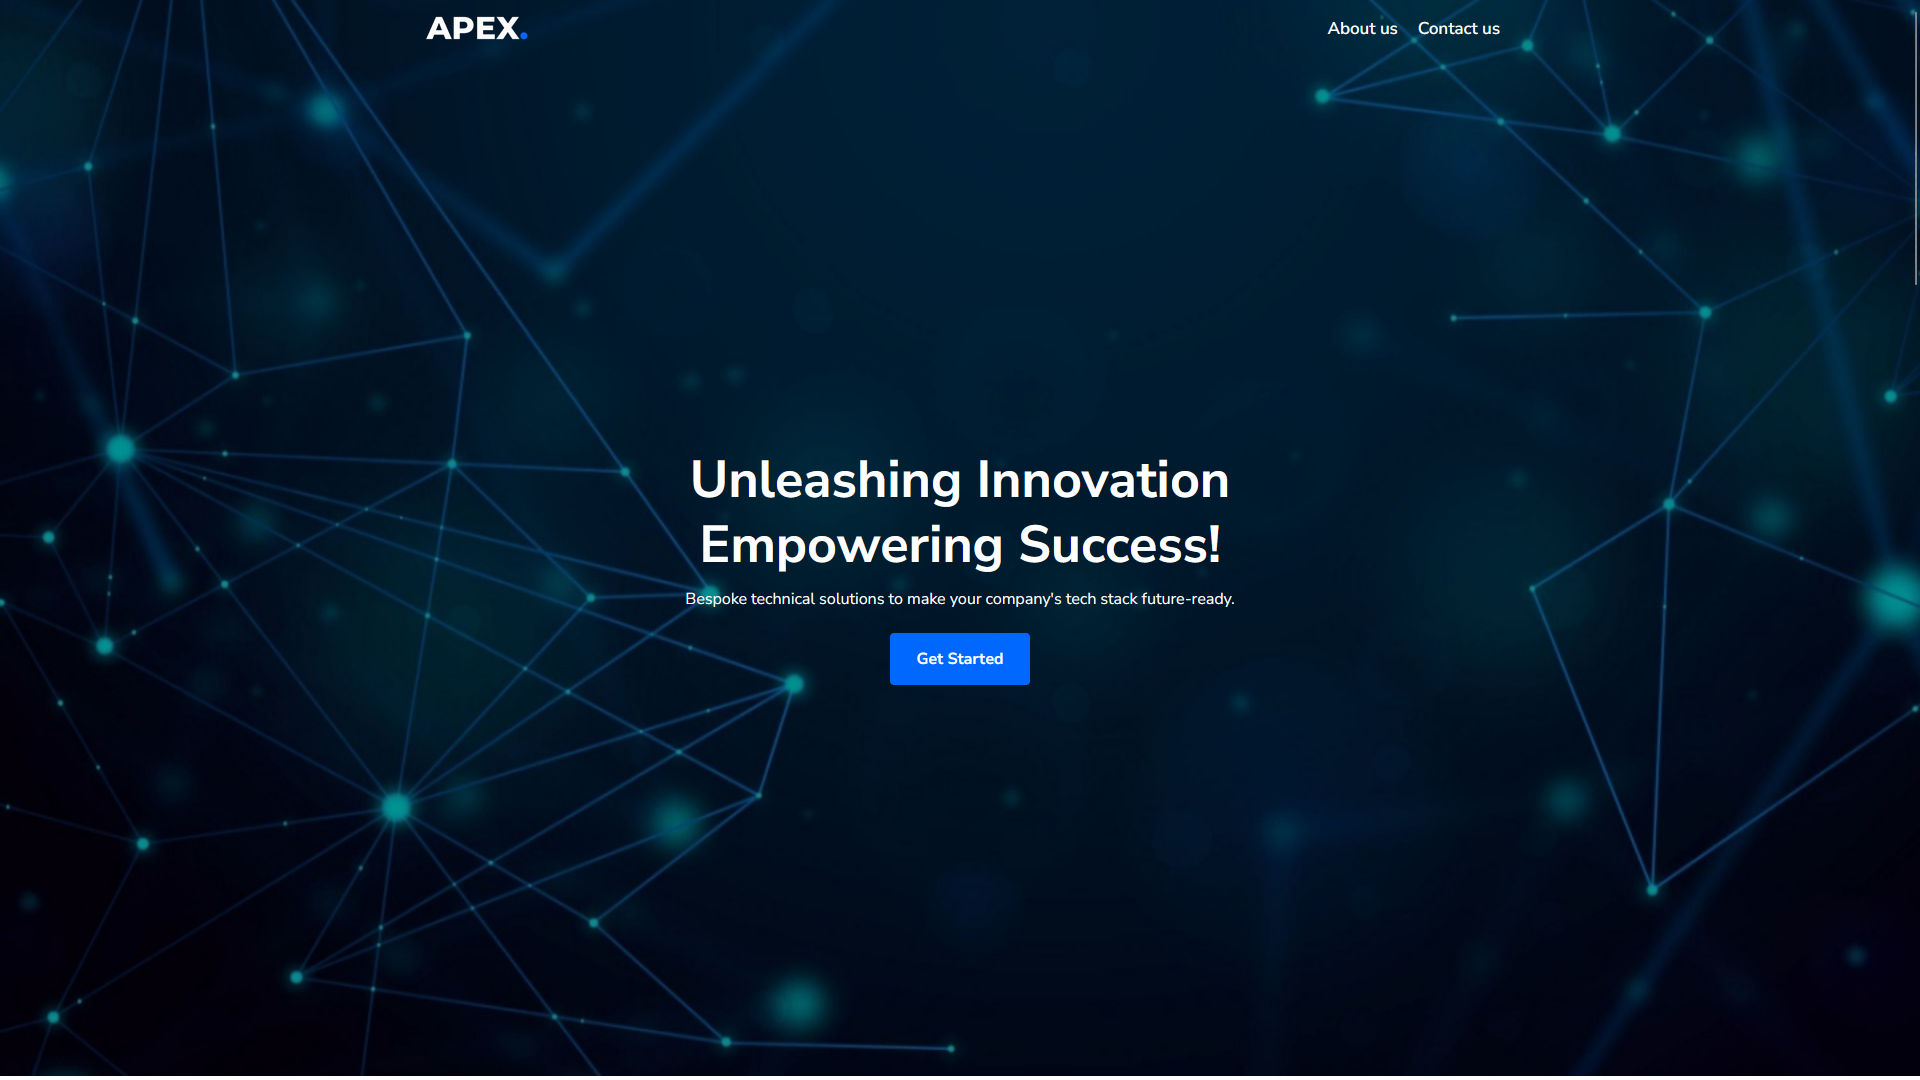 APEX.
About us
Contact us
Unleashing Innovation
Empowering Success!
Bespoke technical solutions to make your company's tech stack future-ready.
Get Started